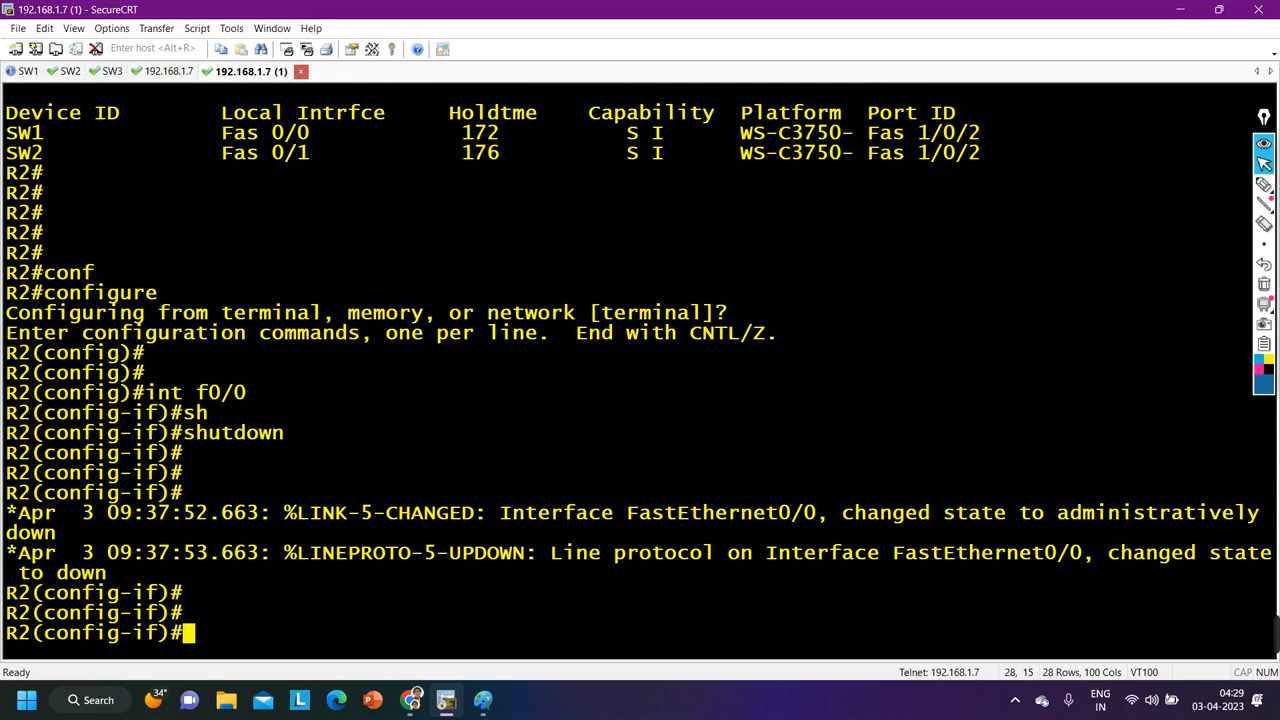 192.168.1.7 (1) - SecureCRT
File Edit View Options Transfer Script Tools Window Help
Enter host <Alt+R>
SW1 SW2 SW3 192.168.1.7 192.168.1.7 (1)
Device ID Local Intrfce Holdtme Capability Platform Port ID
SW1 Fas 0/0 172 S I WS-C3750- Fas 1/0/2
SW2 Fas 0/1 176 S I WS-C3750- Fas 1/0/2
R2#
R2#
R2#
R2#
R2#
R2#conf
R2#configure
Configuring from terminal, memory, or network [terminal]?
Enter configuration commands, one per line. End with CNTL/Z.
R2(config)#
R2(config)#
R2(config)#int f0/0
R2(config-if)#sh
R2(config-if)#shutdown
R2(config-if)#
R2(config-if)#
R2(config-if)#
*Apr 3 09:37:52.663: %LINK-5-CHANGED: Interface FastEthernet0/0, changed state to administratively
down
*Apr 3 09:37:53.663: %LINEPROTO-5-UPDOWN: Line protocol on Interface FastEthernet0/0, changed state
to down
R2(config-if)#
R2(config-if)#
R2(config-if)#
Ready Telnet: 192.168.1.7 28, 15 28 Rows, 100 Cols VT100 CAP NUM
34° Search L ENG 04:29
IN 03-04-2023